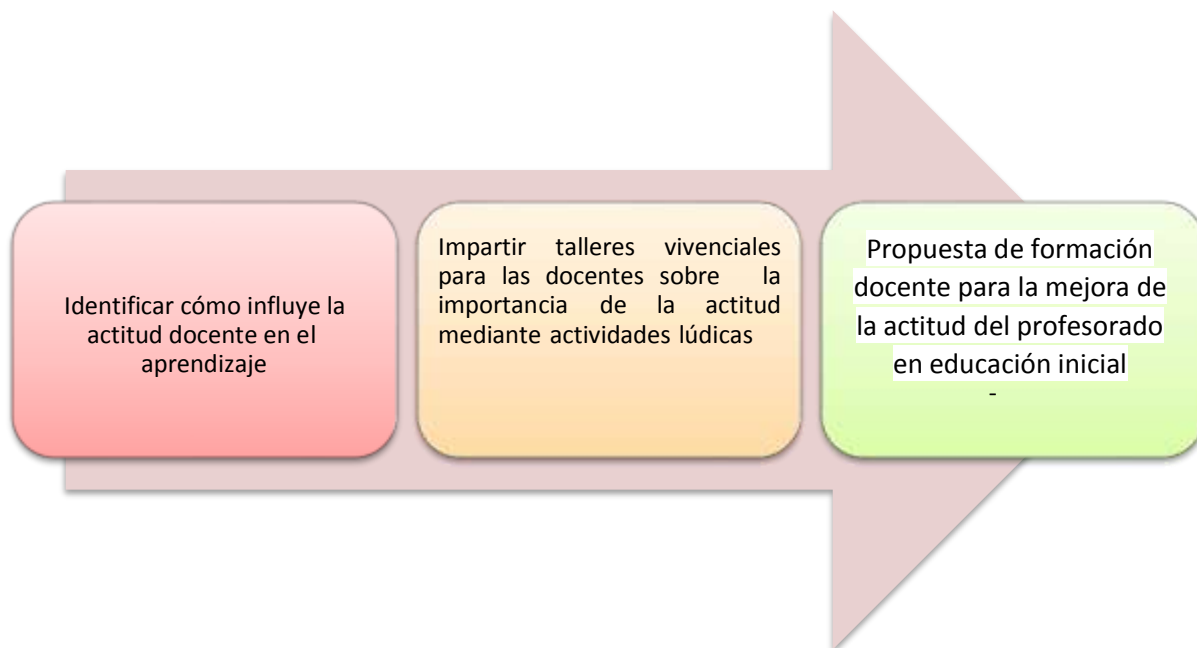 Identificar cómo influye la
actitud docente en el
aprendizaje
Impartir talleres vivenciales
para las docentes sobre la
importancia de la actitud
mediante actividades lúdicas
Propuesta de formación
docente para la mejora de
la actitud del profesorado
en educación inicial
-